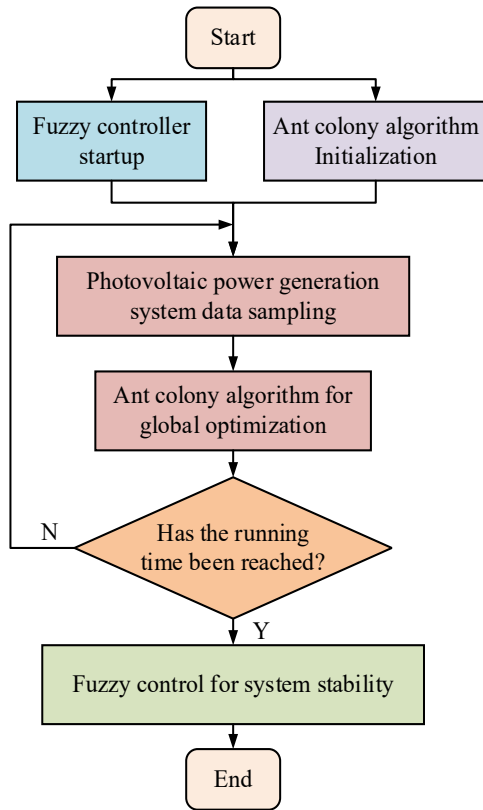 Start
Fuzzy controller
startup
Ant colony algorithm
Initialization
Photovoltaic power generation
system data sampling
Ant colony algorithm for
global optimization
N
Has the running
time been reached?
Y
Fuzzy control for system stability
End